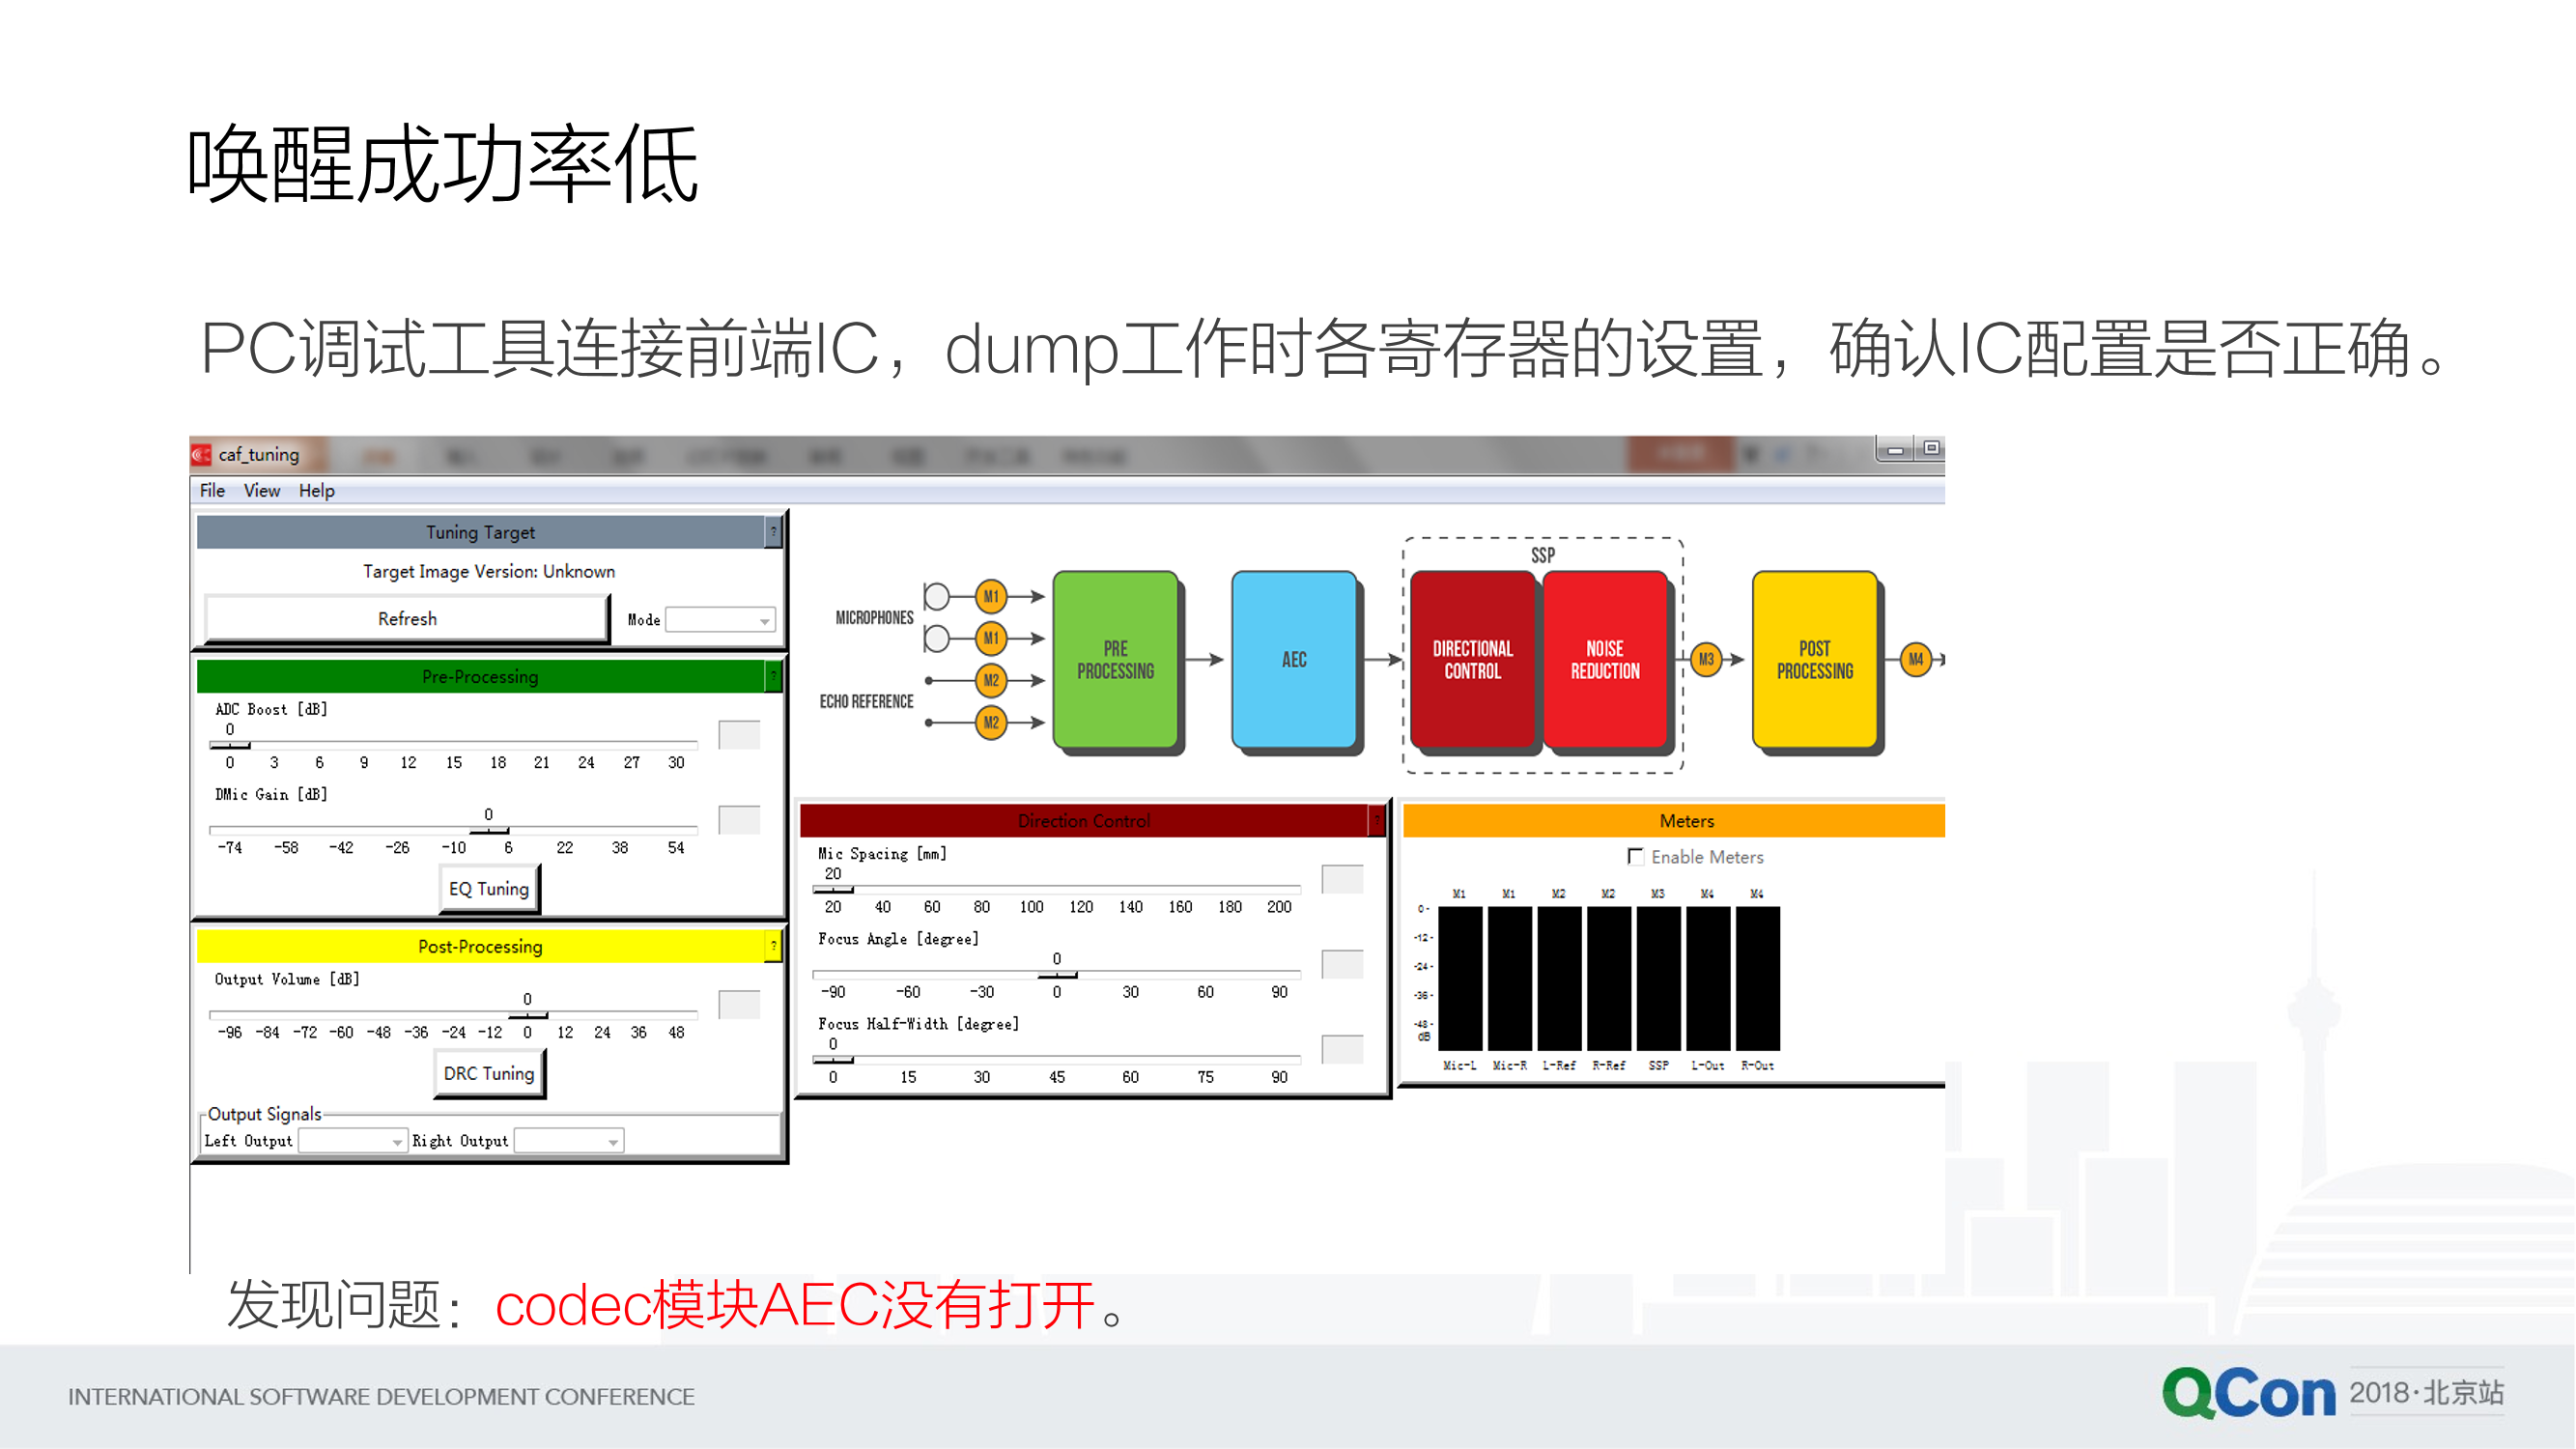 唤醒成功率低
PC调试工具连接前端IC，dump工作时各寄存器的设置，确认IC配置是否正确。
caf_tuning
File View Help
Tuning Target ?
Target Image Version: Unknown
Refresh Mode
Pre-Processing ?
ADC Boost [dB]
0
0 3 6 9 12 15 18 21 24 27 30
DMic Gain [dB]
0
-74 -58 -42 -26 -10 6 22 38 54
EQ Tuning
Post-Processing ?
Output Volume [dB]
0
-96 -84 -72 -60 -48 -36 -24 -12 0 12 24 36 48
DRC Tuning
Output Signals
Left Output Right Output
MICROPHONES
ECHO REFERENCE
M1
M1
M2
M2
PRE
PROCESSING
AEC
SSP
DIRECTIONAL
CONTROL
NOISE
REDUCTION
M3
POST
PROCESSING
M4
Direction Control ?
Mic Spacing [mm]
20
20 40 60 80 100 120 140 160 180 200
Focus Angle [degree]
0
-90 -60 -30 0 30 60 90
Focus Half-Width [degree]
0
0 15 30 45 60 75 90
Meters
Enable Meters
M1 M1 M2 M2 M3 M4 M4
0-
-12-
-24-
-36-
-48-
dB
Mic-L Mic-R L-Ref R-Ref SSP L-Out R-Out
发现问题：codec模块AEC没有打开。
INTERNATIONAL SOFTWARE DEVELOPMENT CONFERENCE
QCon 2018·北京站